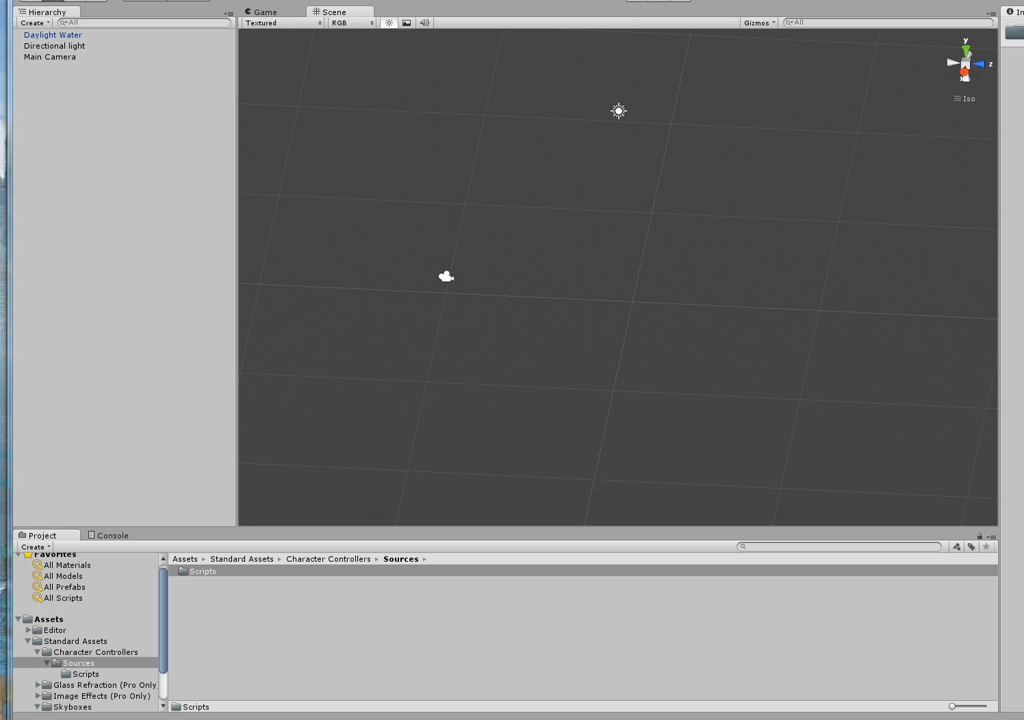 Hierarchy
Game
Scene
In
Create
All
Textured
RGB
Gizmos
All
Daylight Water
Directional light
Main Camera
y
z
Iso
Project
Console
Create
Favorites
All Materials
All Models
All Prefabs
All Scripts
Assets
Editor
Standard Assets
Character Controllers
Sources
Scripts
Glass Refraction (Pro Only
Image Effects (Pro Only)
Skyboxes
Assets Standard Assets Character Controllers Sources
Scripts
Scripts